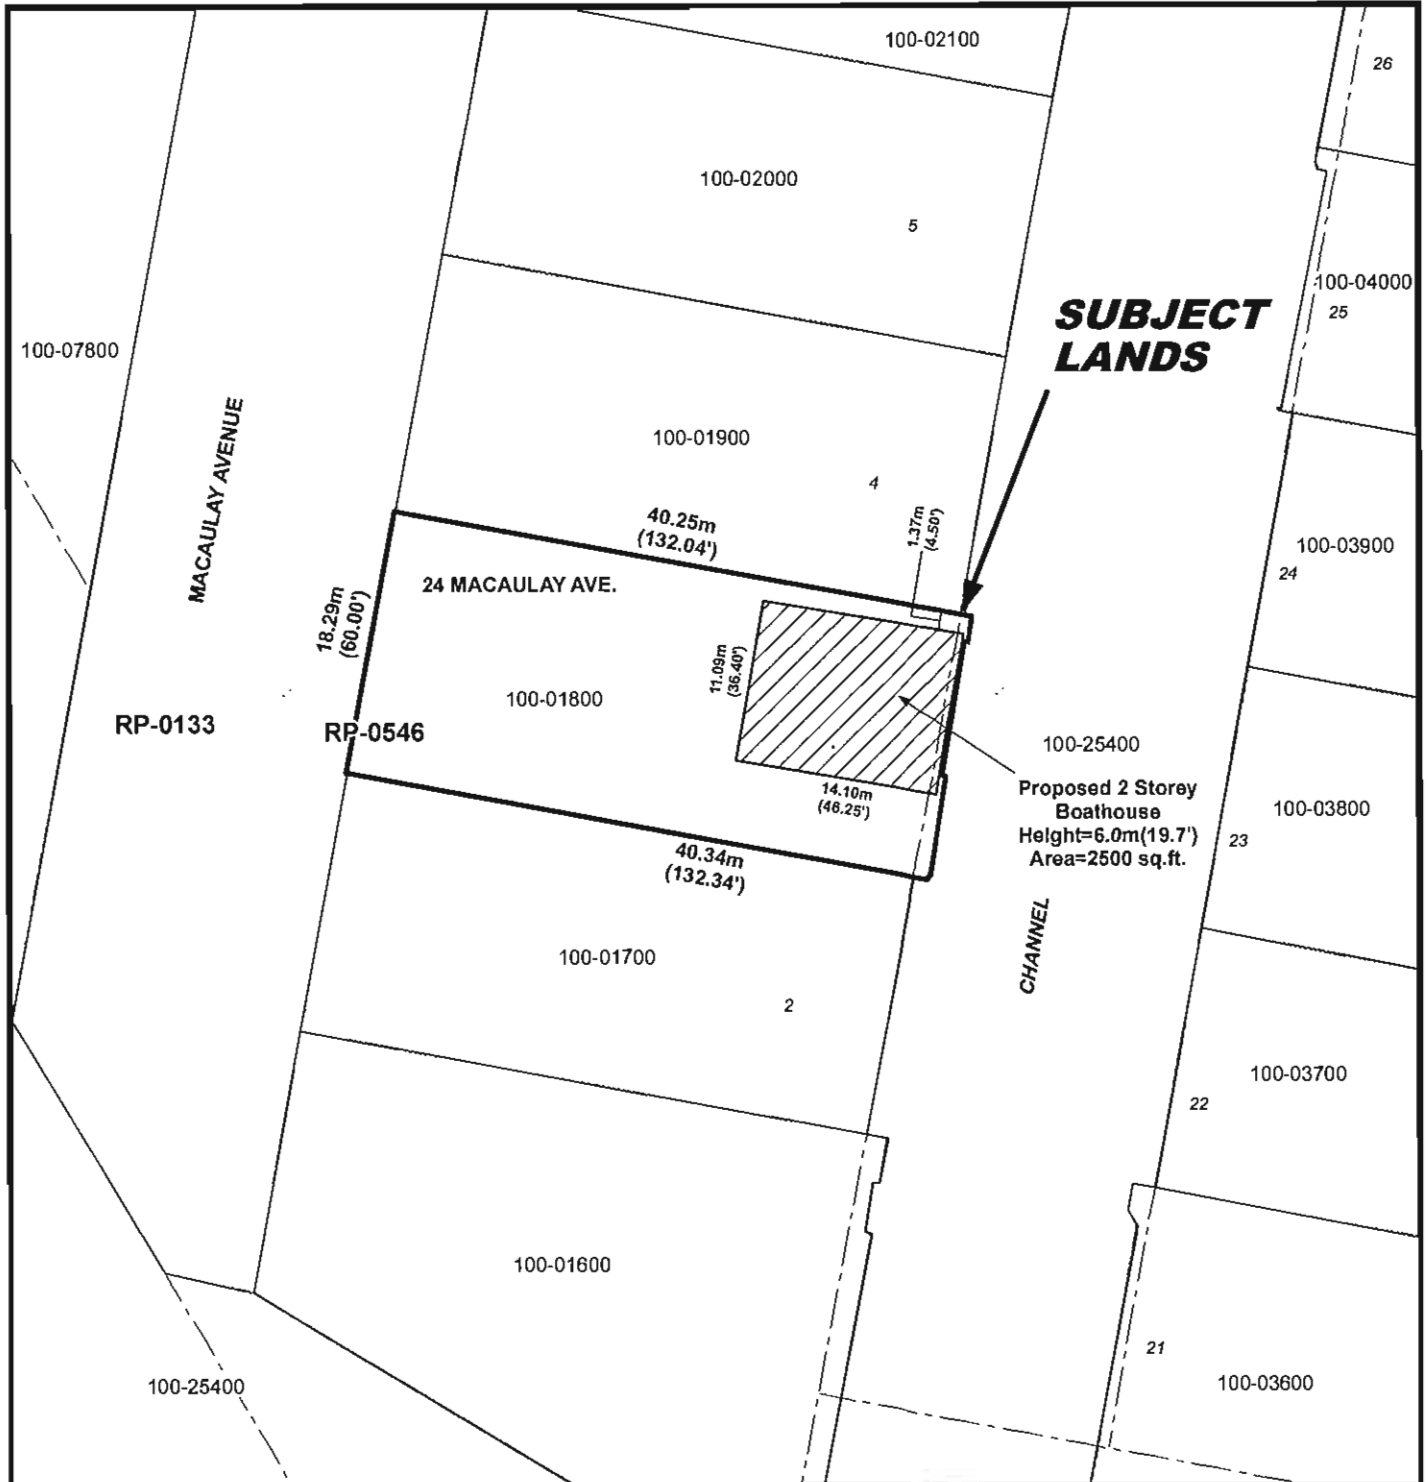 100-02100
26
100-02000
5
100-04000
25
SUBJECT
LANDS
100-07800
MACAULAY AVENUE
100-01900
4
40.25m
(132.04')
1.37m
(4.50')
100-03900
24
24 MACAULAY AVE.
18.29m
(60.00')
11.09m
(36.40')
100-01800
RP-0133
RP-0546
100-25400
14.10m
(46.25')
Proposed 2 Storey
Boathouse
Height=6.0m(19.7')
Area=2500 sq.ft.
100-03800
23
40.34m
(132.34')
CHANNEL
100-01700
2
100-03700
22
100-01600
21
100-03600
100-25400